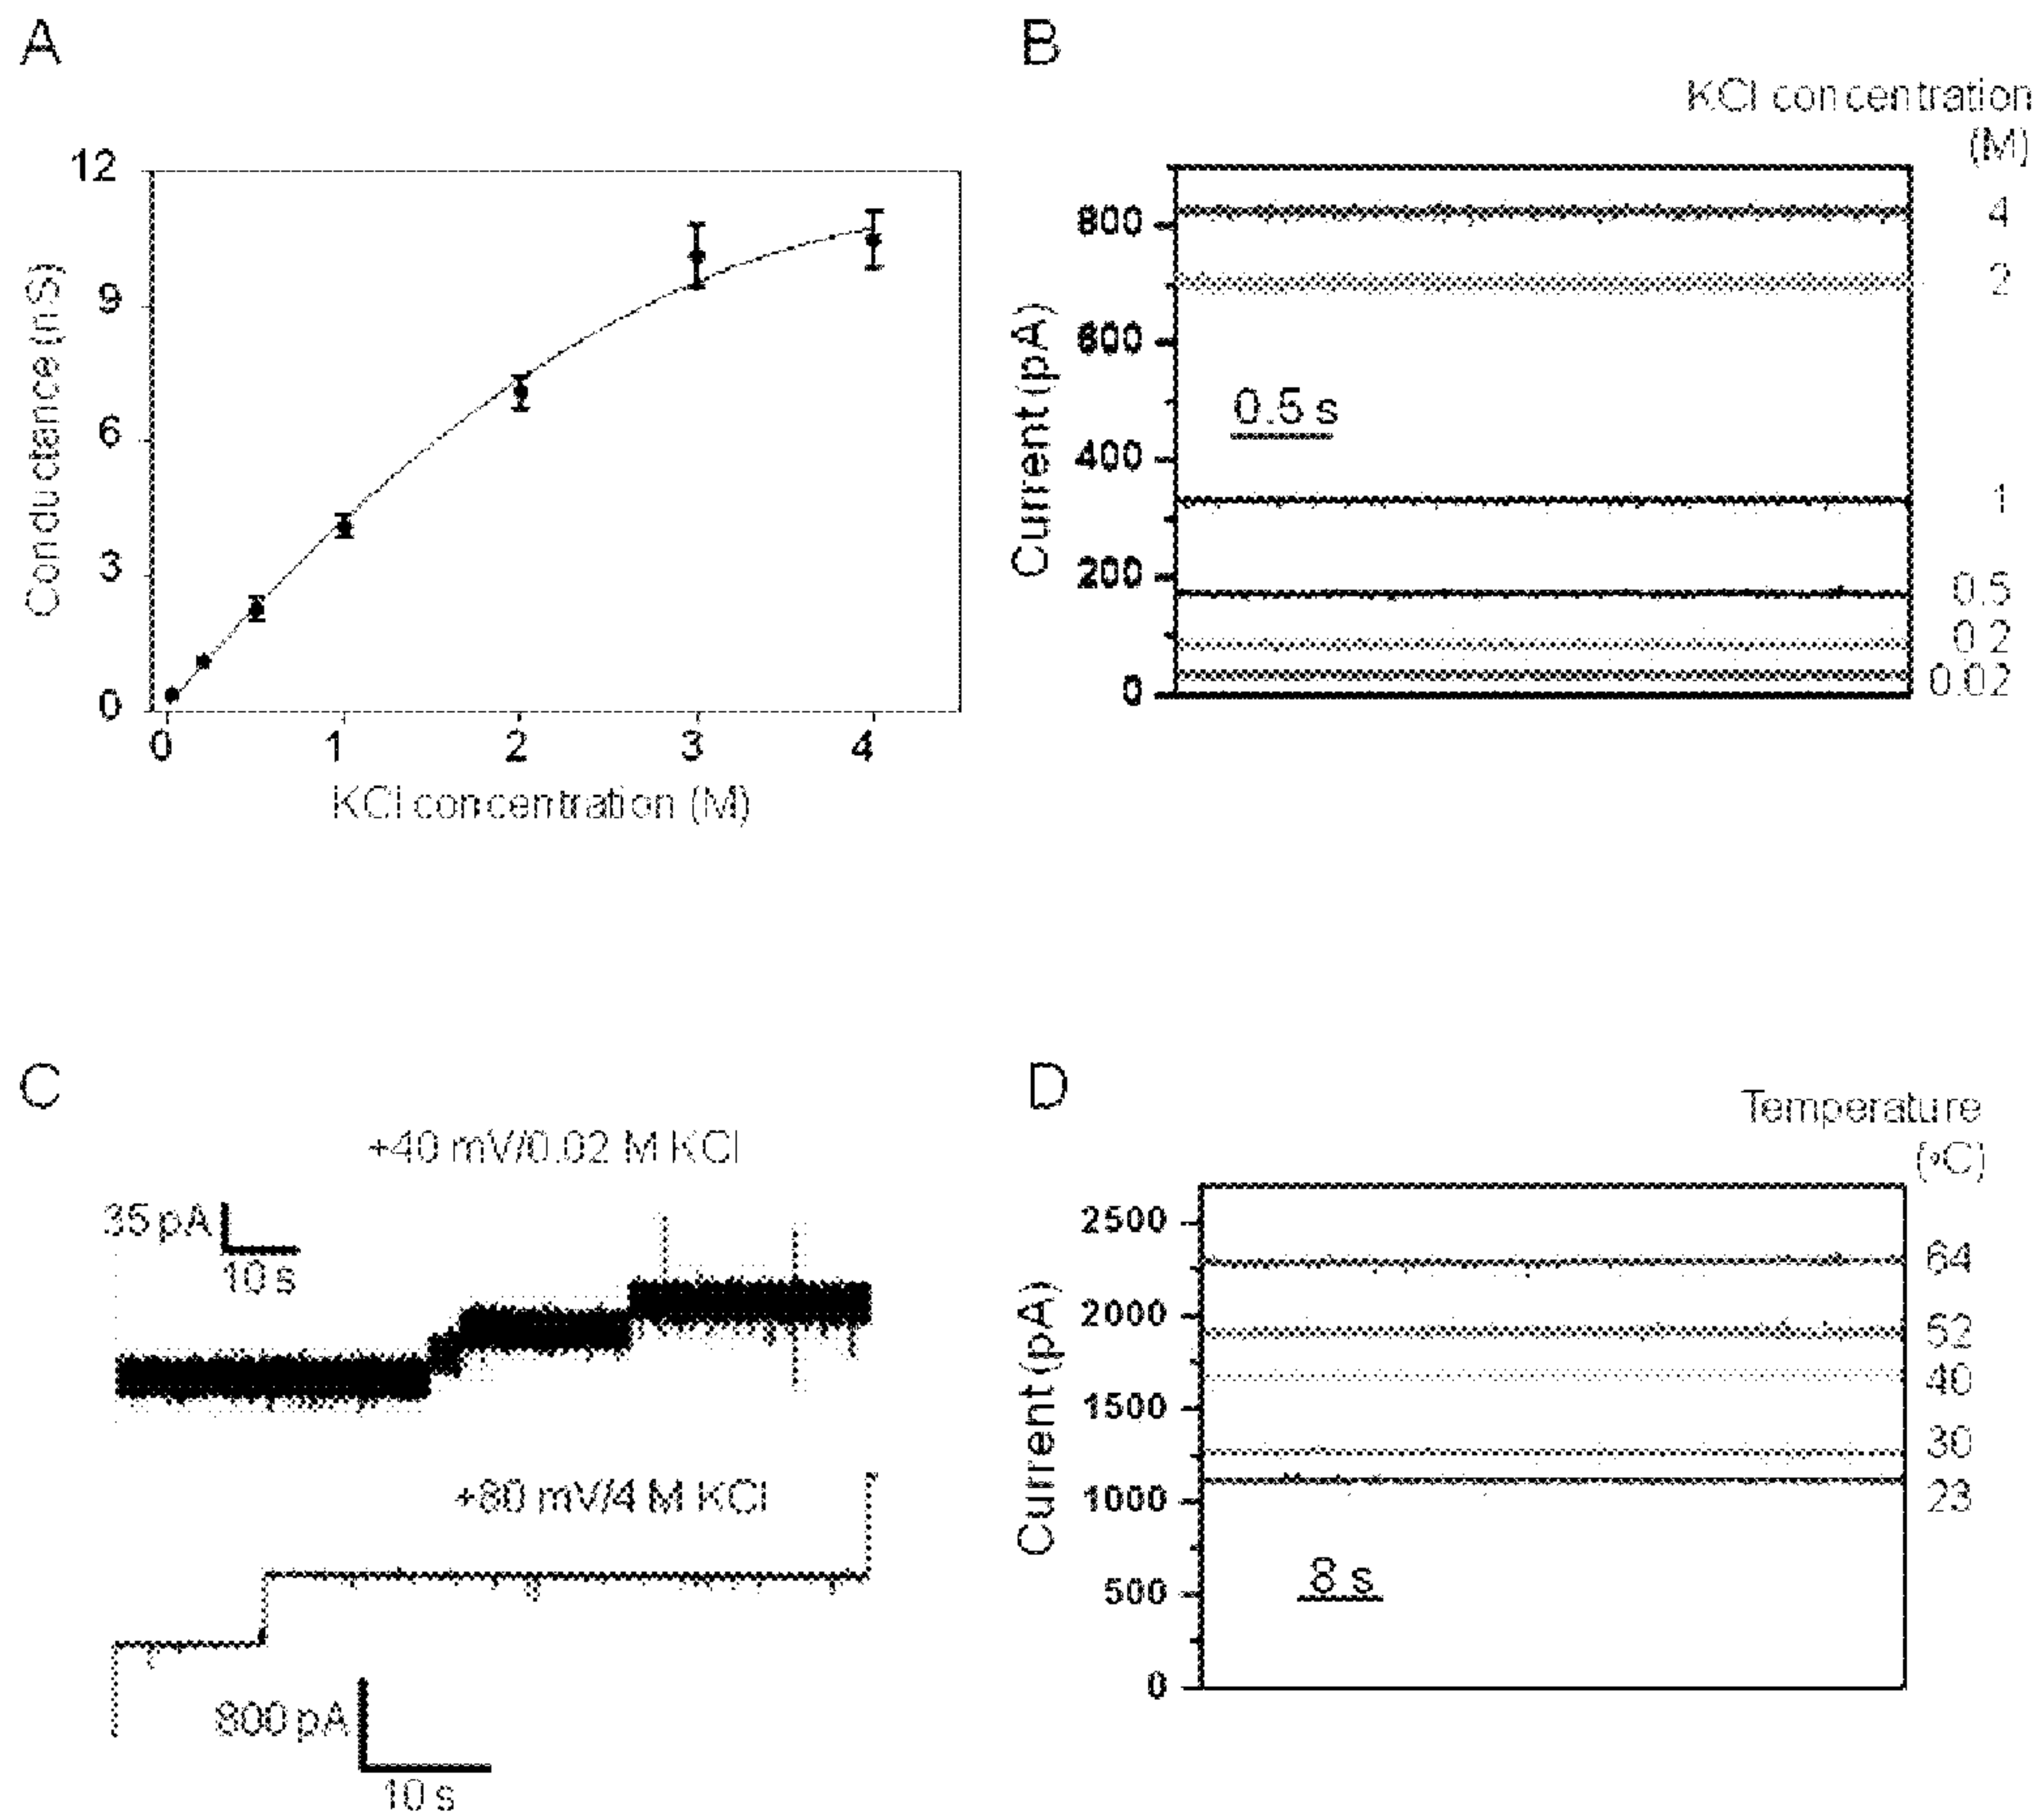 A
12
9
6
3
0
Conductance (nS)
0
1
2
3
4
KCl concentration (M)
B
KCl concentration
(M)
800
600
400
200
0
Current (pA)
0.5 s
4
2
1
0.5
0.2
0.02
C
+40 mV/0.02 M KCl
35 pA
10 s
+80 mV/4 M KCl
800 pA
10 s
D
Temperature
(°C)
2500
2000
1500
1000
500
0
Current (pA)
8 s
64
52
40
30
23